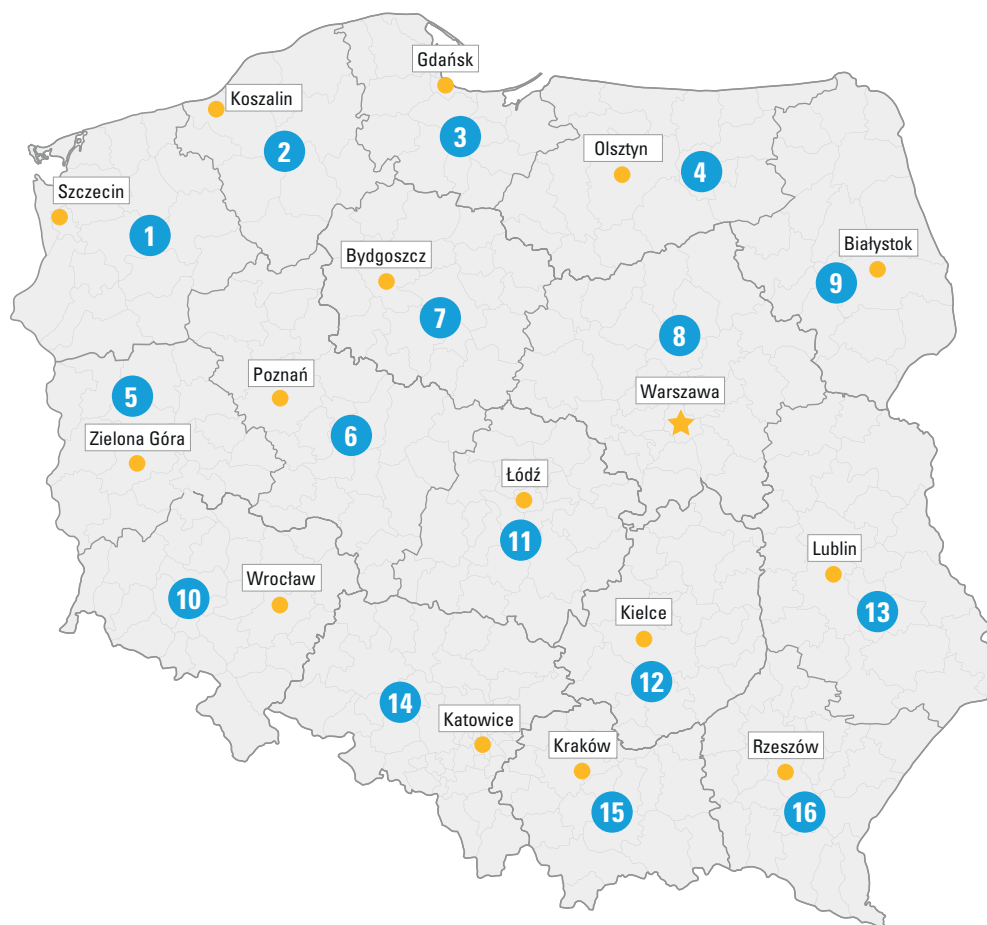 Gdańsk
Koszalin
3
2
Olsztyn
4
Szczecin
1
Białystok
Bydgoszcz
9
7
8
Poznań
Warszawa
5
6
Zielona Góra
Łódź
11
Lublin
Wrocław
10
13
Kielce
12
14
Katowice
Kraków
Rzeszów
15
16